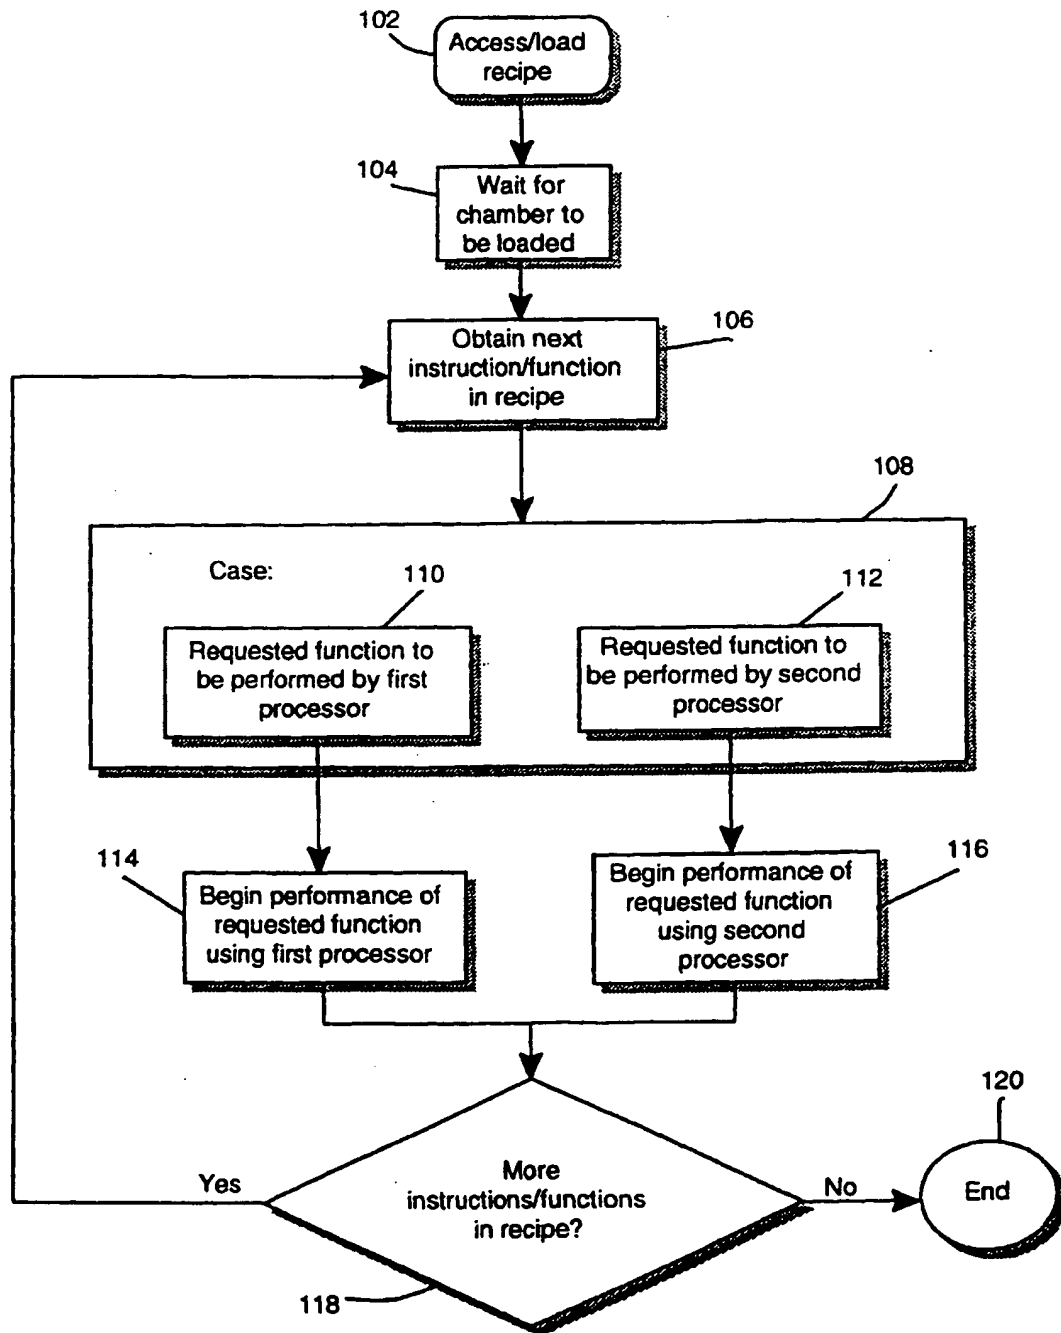 102
Access/load
recipe
104
Wait for
chamber to
be loaded
106
Obtain next
instruction/function
in recipe
108
Case:
110
112
Requested function to
be performed by first
processor
Requested function to
be performed by second
processor
114
Begin performance of
requested function
using first processor
116
Begin performance of
requested function
using second
processor
118
More
instructions/functions
in recipe?
Yes
No
120
End